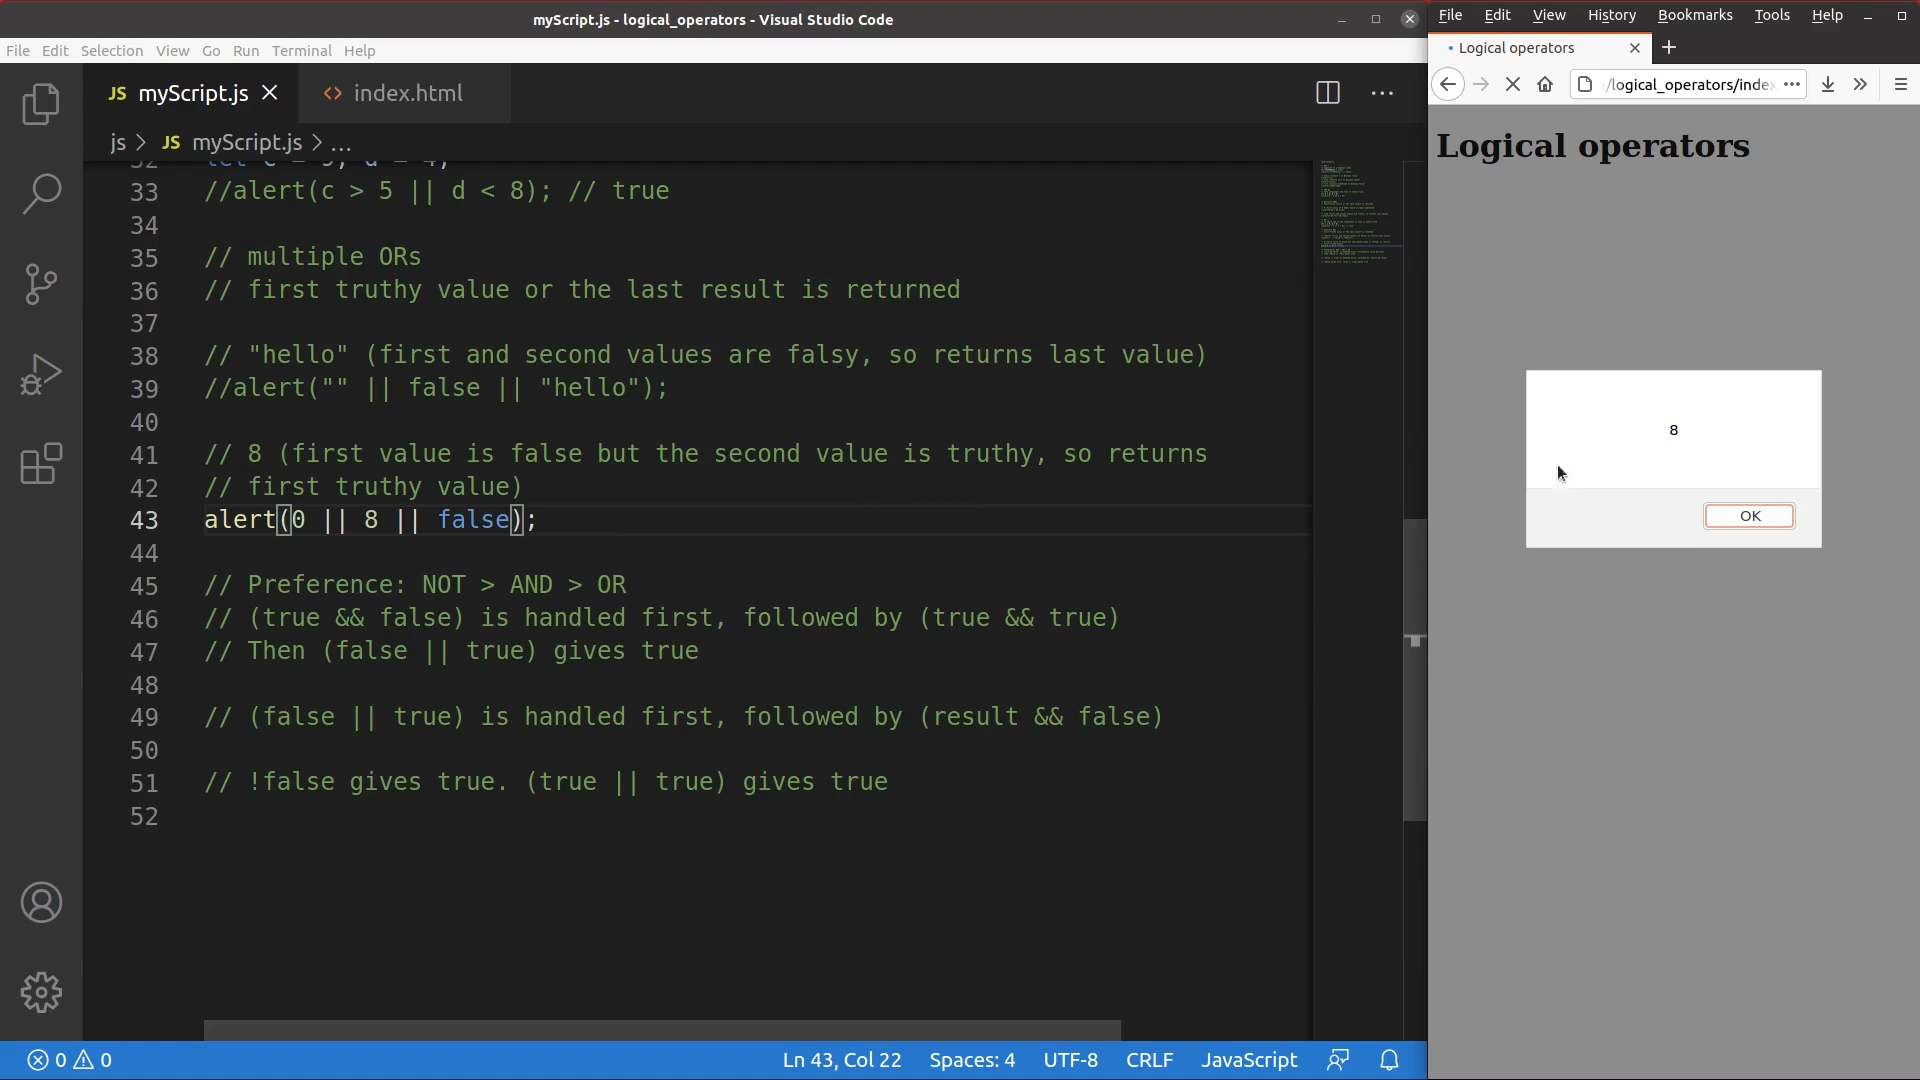 myScript.js - logical_operators - Visual Studio Code
File Edit Selection View Go Run Terminal Help
JS myScript.js
<> index.html
js > JS myScript.js > ...
33 //alert(c > 5 || d < 8); // true
34
35 // multiple ORs
36 // first truthy value or the last result is returned
37
38 // "hello" (first and second values are falsy, so returns last value)
39 //alert("" || false || "hello");
40
41 // 8 (first value is false but the second value is truthy, so returns
42 // first truthy value)
43 alert(0 || 8 || false);
44
45 // Preference: NOT > AND > OR
46 // (true && false) is handled first, followed by (true && true)
47 // Then (false || true) gives true
48
49 // (false || true) is handled first, followed by (result && false)
50
51 // !false gives true. (true || true) gives true
52
0 0
Ln 43, Col 22 Spaces: 4 UTF-8 CRLF JavaScript
File Edit View History Bookmarks Tools Help
Logical operators
/logical_operators/inde
Logical operators
8
OK